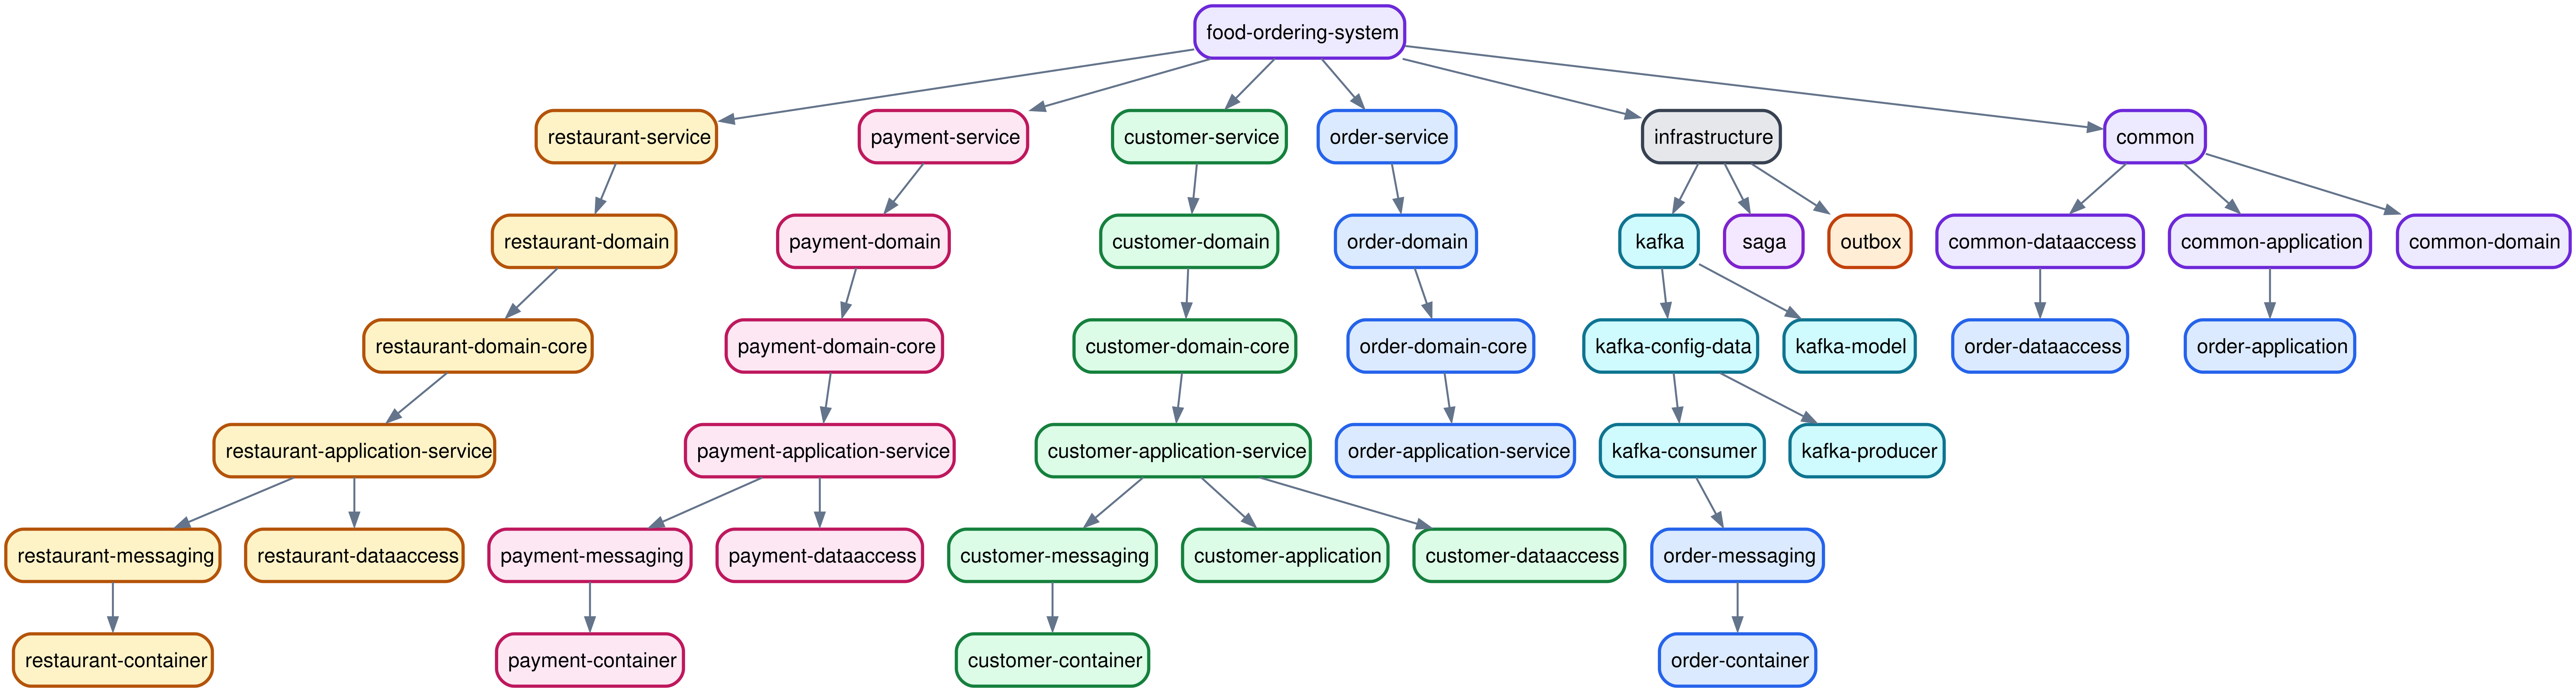 food-ordering-system
restaurant-service
payment-service
customer-service
order-service
infrastructure
common
restaurant-domain
payment-domain
customer-domain
order-domain
kafka
saga
outbox
common-dataaccess
common-application
common-domain
restaurant-domain-core
payment-domain-core
customer-domain-core
order-domain-core
kafka-config-data
kafka-model
order-dataaccess
order-application
restaurant-application-service
payment-application-service
customer-application-service
order-application-service
kafka-consumer
kafka-producer
restaurant-messaging
restaurant-dataaccess
payment-messaging
payment-dataaccess
customer-messaging
customer-application
customer-dataaccess
order-messaging
restaurant-container
payment-container
customer-container
order-container